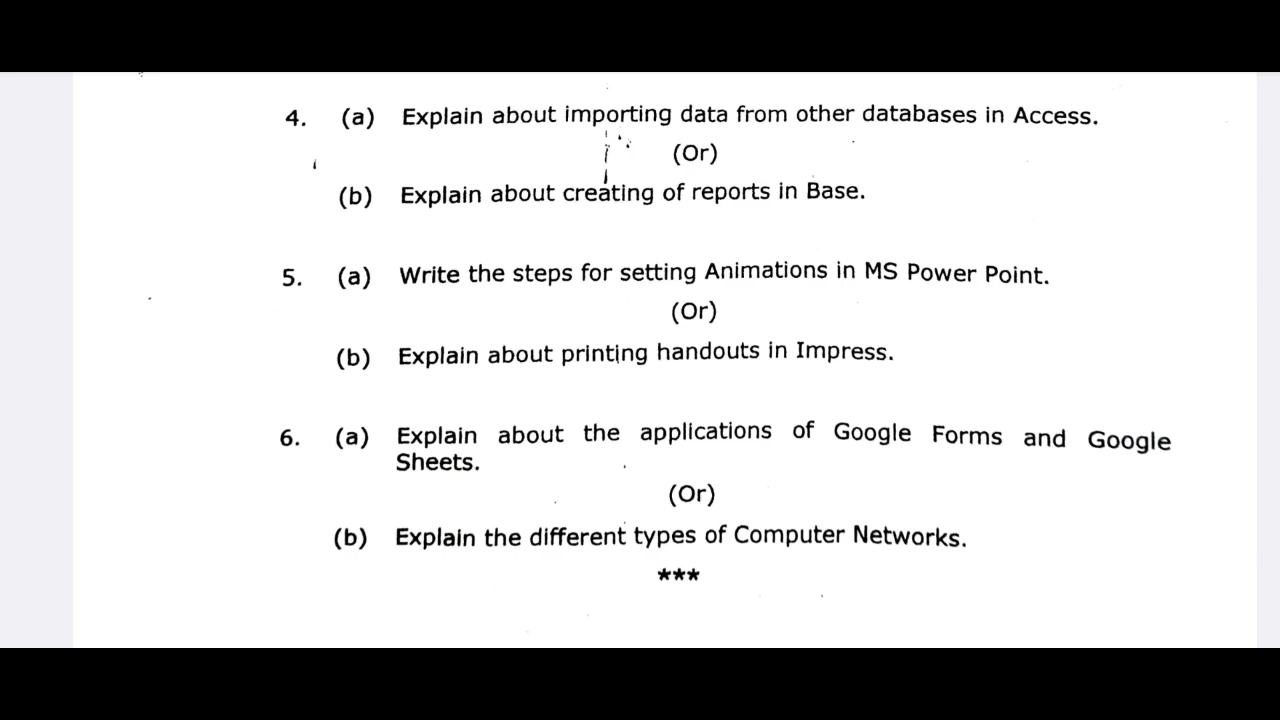 4. (a) Explain about importing data from other databases in Access.
(Or)
(b) Explain about creating of reports in Base.
5. (a) Write the steps for setting Animations in MS Power Point.
(Or)
(b) Explain about printing handouts in Impress.
6. (a) Explain about the applications of Google Forms and Google
Sheets.
(Or)
(b) Explain the different types of Computer Networks.
***